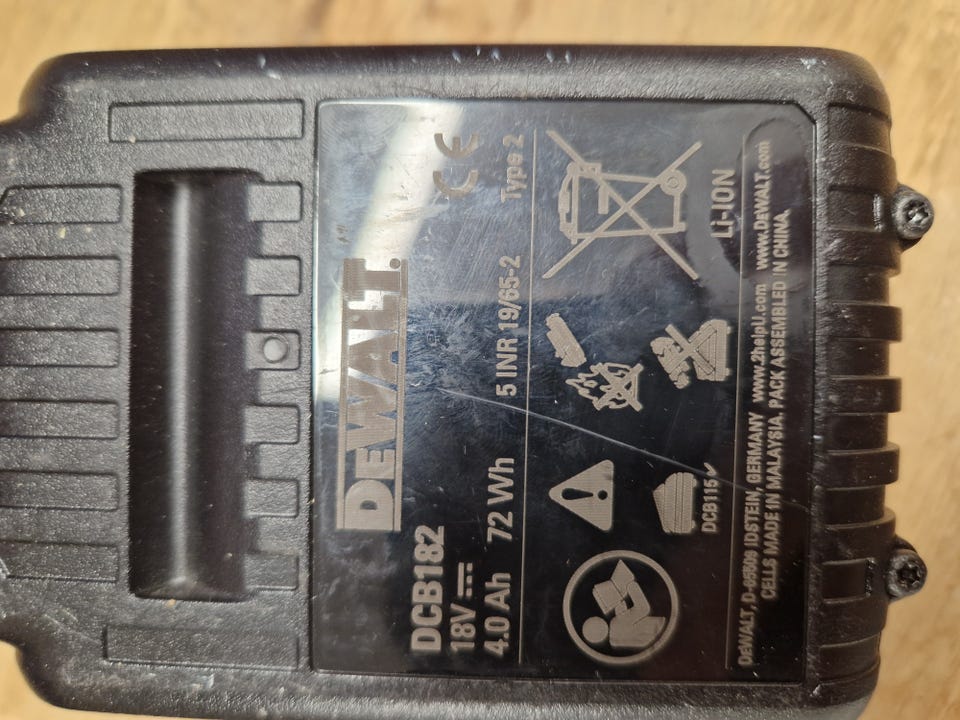 DEWALT.
DCB182
18V
4.0 Ah 72 Wh 5 INR 19/65-2 Type 2
CE
DCB115✓
Li-ION
DeWALT, D-65509 IDSTEIN, GERMANY www.2helpU.com www.DeWALT.com
CELLS MADE IN MALAYSIA. PACK ASSEMBLED IN CHINA.